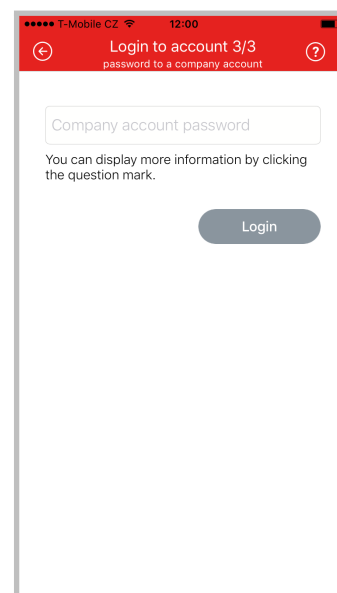 T-Mobile CZ 12:00
Login to account 3/3
?
password to a company account
Company account password
You can display more information by clicking
the question mark.
Login